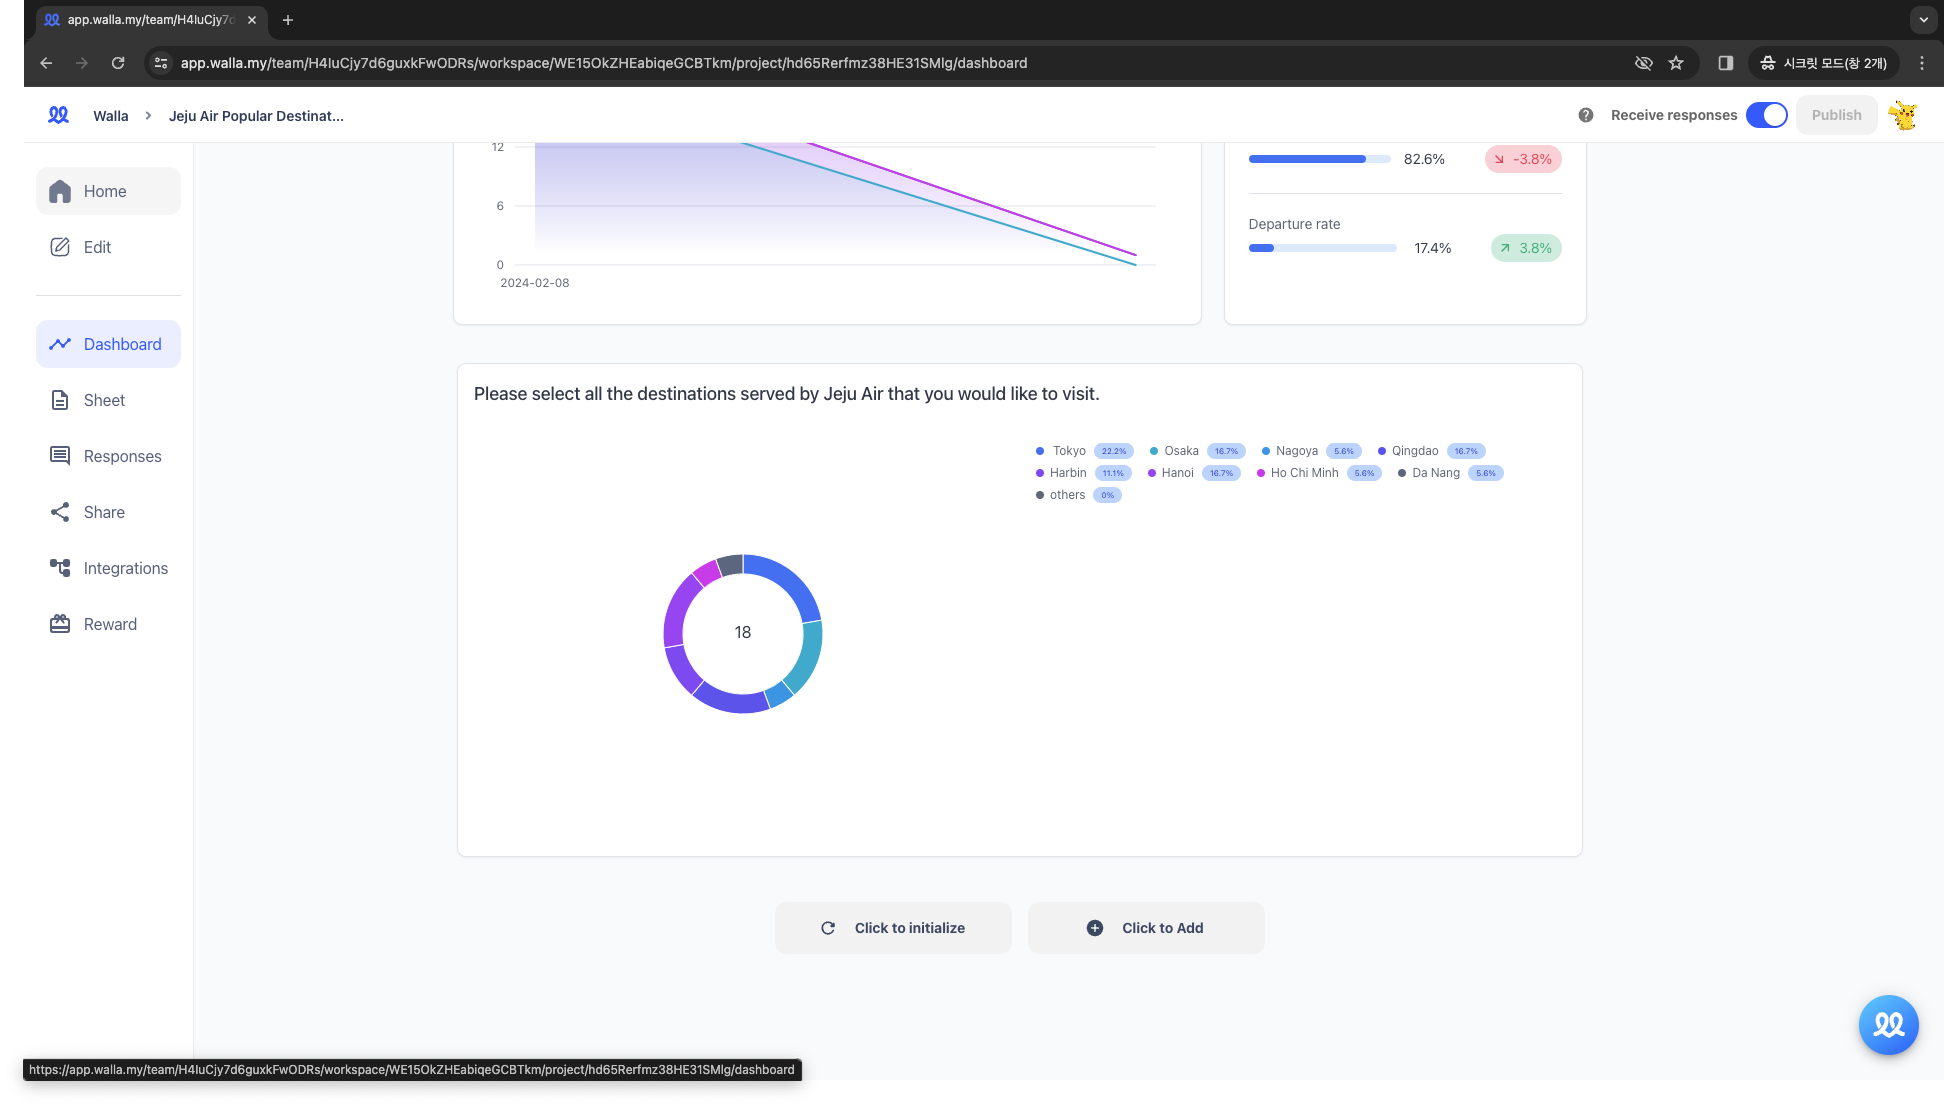 app.walla.my/team/H4IuCjy7d
app.walla.my/team/H4IuCjy7d6guxkFwODRs/workspace/WE15OkZHEabiqeGCBTkm/project/hd65Rerfmz38HE31SMlg/dashboard
시크릿 모드(창 2개)
Walla > Jeju Air Popular Destinat...
Receive responses
Publish
Home
Edit
Dashboard
Sheet
Responses
Share
Integrations
Reward
12
6
0
2024-02-08
82.6% -3.8%
Departure rate
17.4% 3.8%
Please select all the destinations served by Jeju Air that you would like to visit.
Tokyo 22.2% Osaka 16.7% Nagoya 5.6% Qingdao 16.7%
Harbin 11.1% Hanoi 16.7% Ho Chi Minh 5.6% Da Nang 5.6%
others 0%
18
Click to initialize
Click to Add
https://app.walla.my/team/H4IuCjy7d6guxkFwODRs/workspace/WE15OkZHEabiqeGCBTkm/project/hd65Rerfmz38HE31SMlg/dashboard